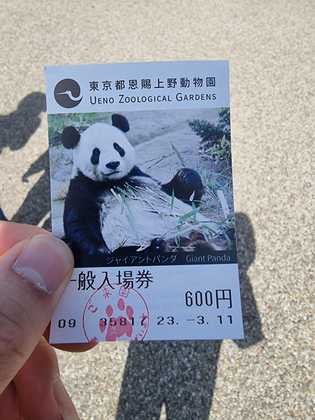 東京都恩賜上野動物園
UENO ZOOLOGICAL GARDENS
ジャイアントパンダ Giant Panda
一般入場券
600円
09 35817 23. -3. 11